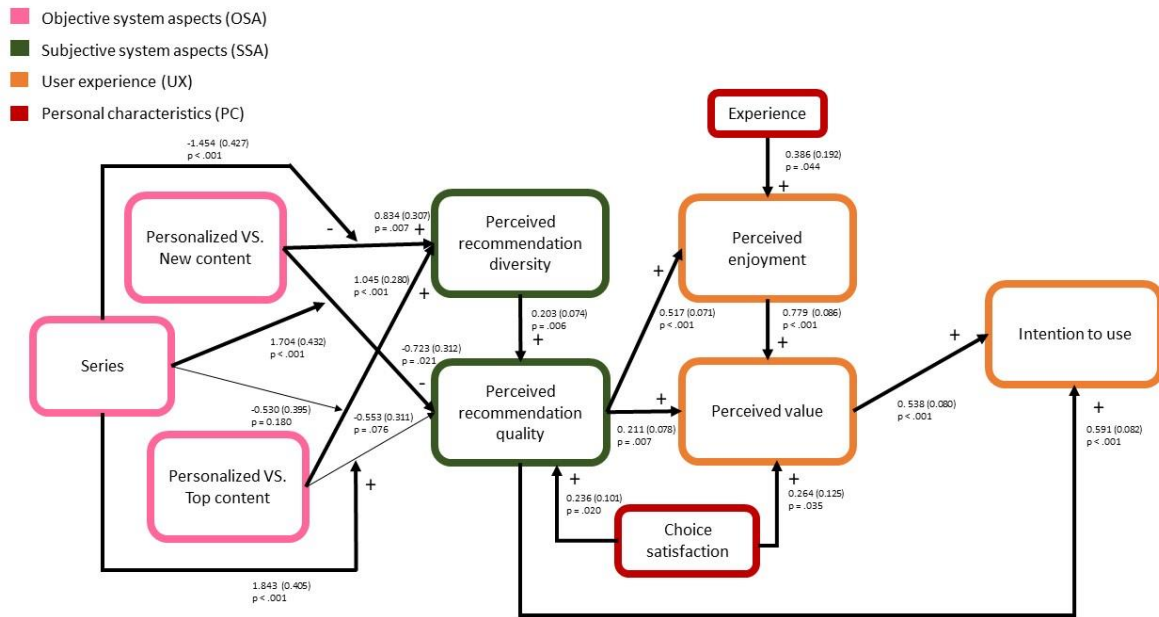 Objective system aspects (OSA)
Subjective system aspects (SSA)
User experience (UX)
Personal characteristics (PC)
Experience
-1.454 (0.427)
p < .001
0.386 (0.192)
p = .044
+
Personalized VS.
New content
-
0.834 (0.307)
p = .007
+
Perceived
recommendation
diversity
Perceived
enjoyment
1.045 (0.280)
p < .001
+
+
0.203 (0.074)
p = .006
+
0.517 (0.071)
p < .001
0.779 (0.086)
p < .001
+
Intention to use
+
Series
1.704 (0.432)
p < .001
-0.723 (0.312)
p = .021
-
Perceived
recommendation
quality
+
Perceived value
0.538 (0.080)
p < .001
+
0.591 (0.082)
p < .001
-0.530 (0.395)
p = 0.180
-0.553 (0.311)
p = .076
0. 211 (0.078)
p = .007
Personalized VS.
Top content
+
+
0.236 (0.101)
p = .020
+
0.264 (0.125)
p = .035
Choice
satisfaction
1.843 (0.405)
p < .001